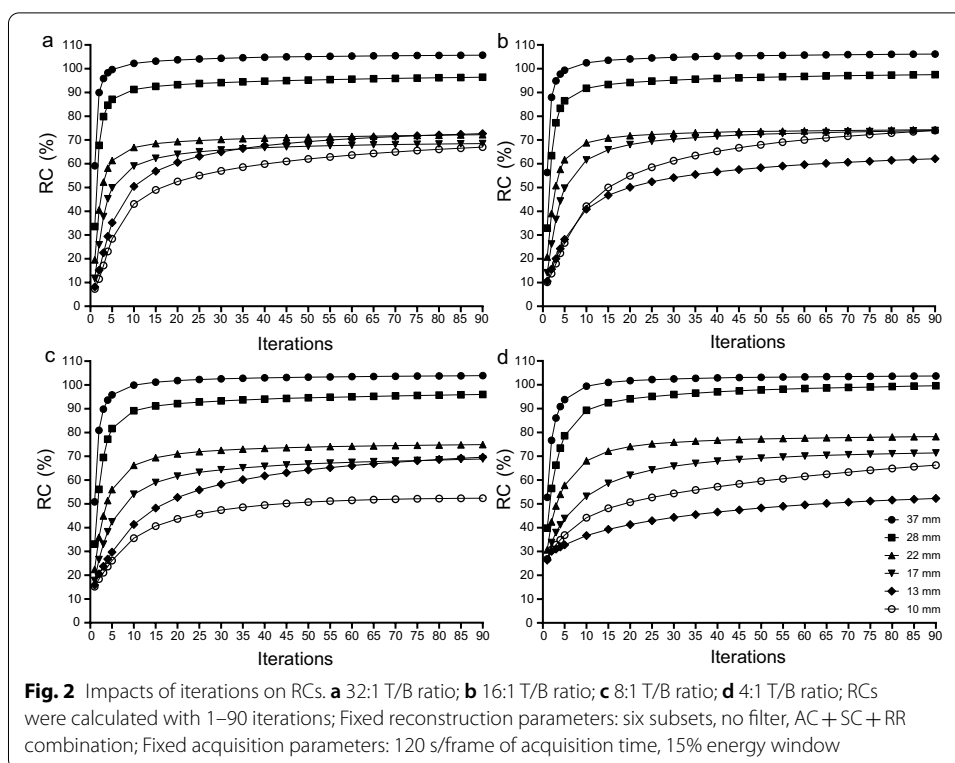 a
b
110
100
90
80
70
60
50
40
30
20
10
0
RC (%)
0 5 10 15 20 25 30 35 40 45 50 55 60 65 70 75 80 85 90
Iterations
110
100
90
80
70
60
50
40
30
20
10
0
RC (%)
0 5 10 15 20 25 30 35 40 45 50 55 60 65 70 75 80 85 90
Iterations
c
d
110
100
90
80
70
60
50
40
30
20
10
0
RC (%)
0 5 10 15 20 25 30 35 40 45 50 55 60 65 70 75 80 85 90
Iterations
110
100
90
80
70
60
50
40
30
20
10
0
RC (%)
37 mm
28 mm
22 mm
17 mm
13 mm
10 mm
0 5 10 15 20 25 30 35 40 45 50 55 60 65 70 75 80 85 90
Iterations
Fig. 2 Impacts of iterations on RCs. a 32:1 T/B ratio; b 16:1 T/B ratio; c 8:1 T/B ratio; d 4:1 T/B ratio; RCs
were calculated with 1–90 iterations; Fixed reconstruction parameters: six subsets, no filter, AC + SC + RR
combination; Fixed acquisition parameters: 120 s/frame of acquisition time, 15% energy window